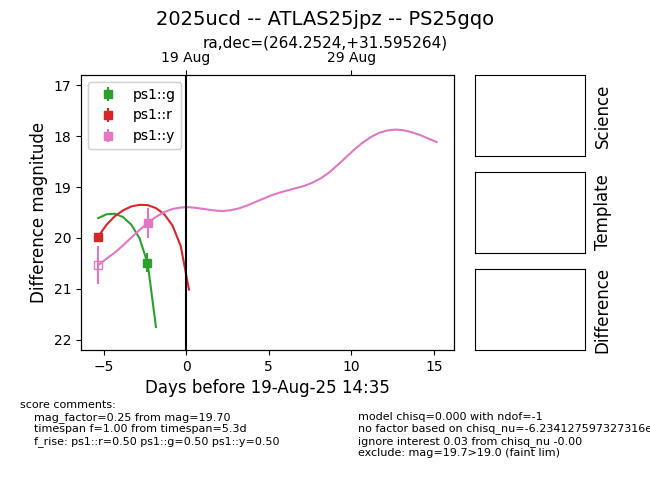 2025ucd -- ATLAS25jpz -- PS25gqo
ra,dec=(264.2524,+31.595264)
19 Aug
29 Aug
ps1::g
ps1::r
ps1::y
17
18
19
20
21
22
Difference magnitude
−5
0
5
10
15
Days before 19-Aug-25 14:35
Science
Template
Difference
score comments:
mag_factor=0.25 from mag=19.70
timespan f=1.00 from timespan=5.3d
f_rise: ps1::r=0.50 ps1::g=0.50 ps1::y=0.50
model chisq=0.000 with ndof=-1
no factor based on chisq_nu=-6.234127597327316e
ignore interest 0.03 from chisq_nu -0.00
exclude: mag=19.7>19.0 (faint lim)